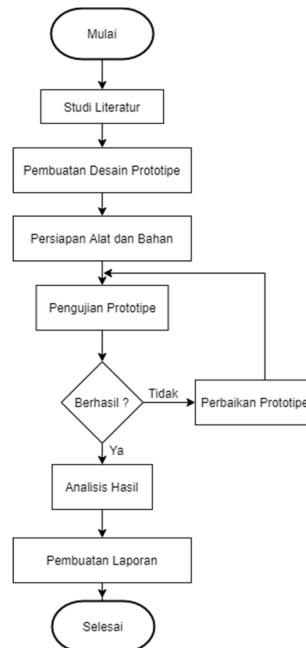 Mulai
Studi Literatur
Pembuatan Desain Prototipe
Persiapan Alat dan Bahan
Pengujian Prototipe
Berhasil ?
Tidak
Perbaikan Prototipe
Ya
Analisis Hasil
Pembuatan Laporan
Selesai